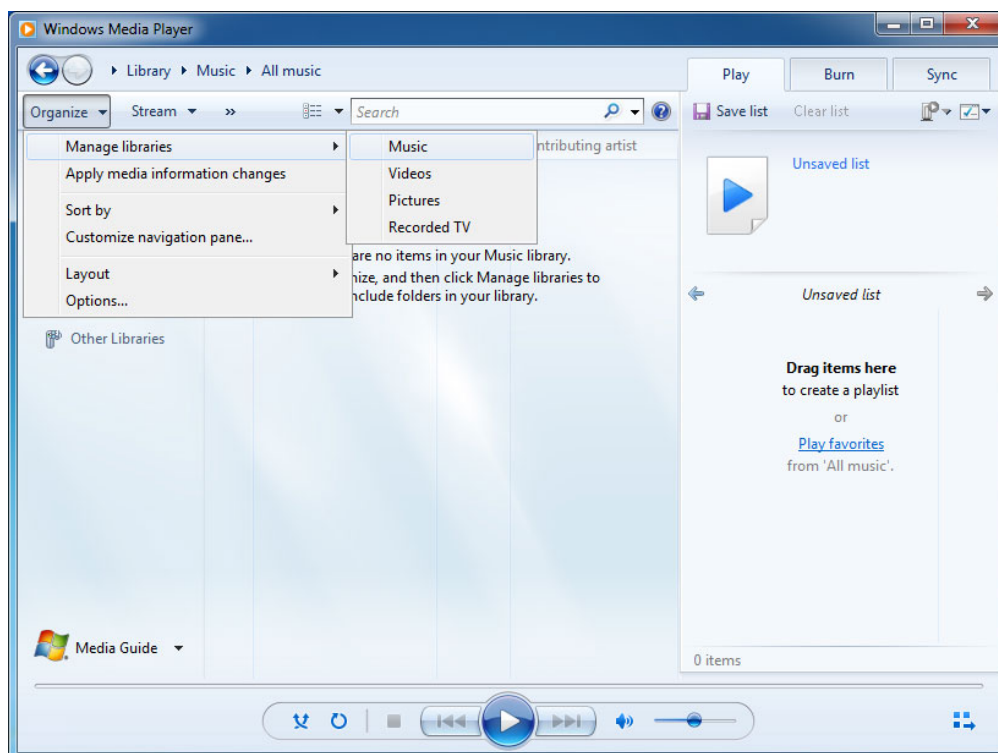 Windows Media Player
Library Music All music
Play Burn Sync
Organize Stream » Search
Save list Clear list
Manage libraries
Apply media information changes
Sort by
Customize navigation pane...
Layout
Options...
Music
Videos
Pictures
Recorded TV
ntributing artist
are no items in your Music library.
nize, and then click Manage libraries to
nclude folders in your library.
Other Libraries
Unsaved list
Unsaved list
Drag items here
to create a playlist
or
Play favorites
from 'All music'.
Media Guide
0 items